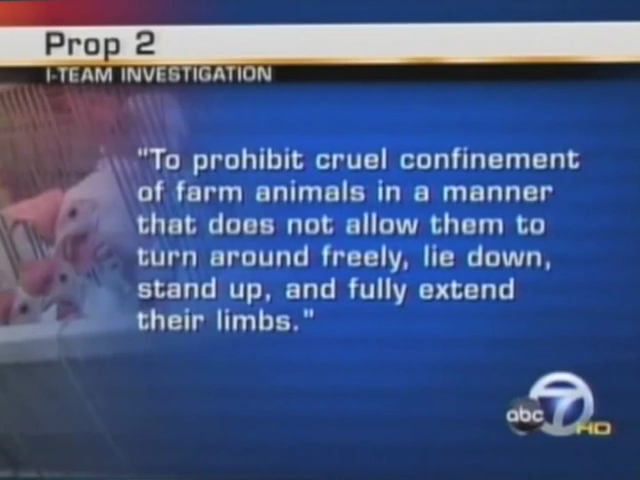 Prop 2
I-TEAM INVESTIGATION
"To prohibit cruel confinement
of farm animals in a manner
that does not allow them to
turn around freely, lie down,
stand up, and fully extend
their limbs."
abc 7 HD